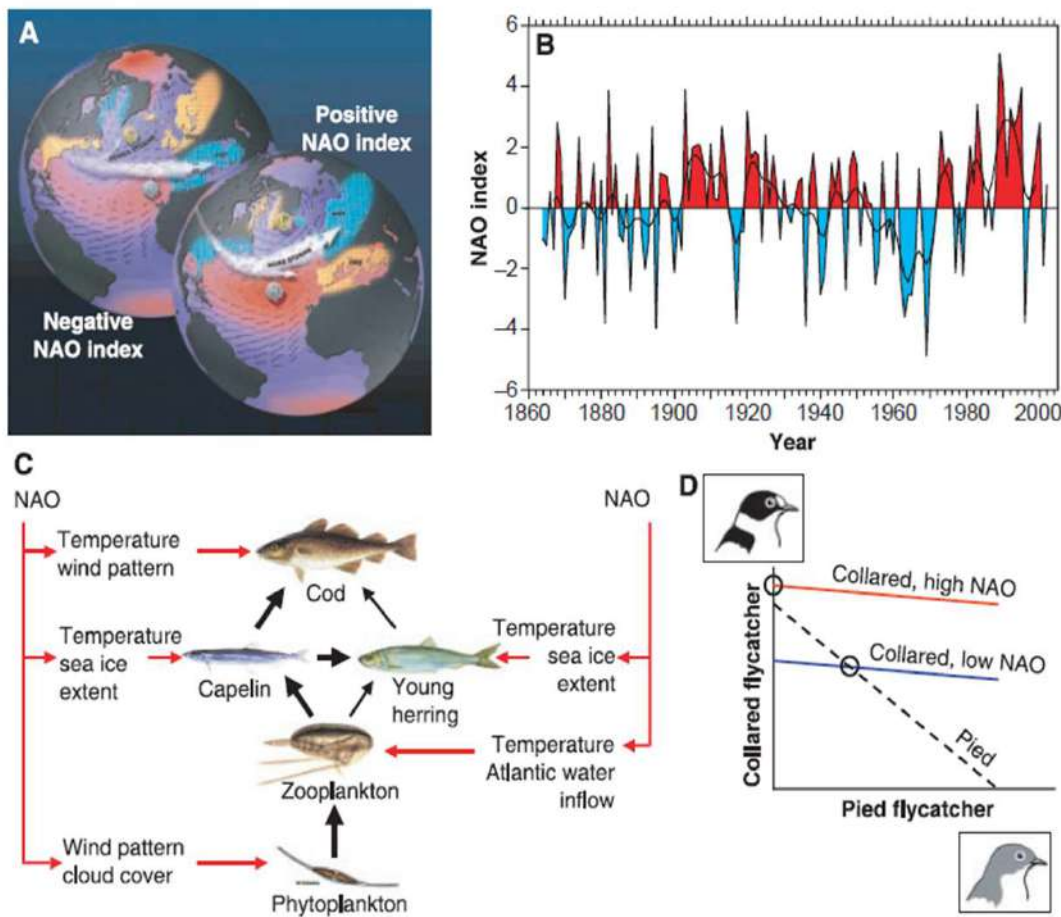 A
Positive
NAO index
Negative
NAO index
B
NAO index
6
4
2
0
–2
–4
–6
1860
1880
1900
1920
1940
1960
1980
2000
Year
C
NAO
NAO
Temperature
wind pattern
Cod
Temperature
sea ice
extent
Capelin
Young
herring
Temperature
sea ice
extent
Zooplankton
Temperature
Atlantic water
inflow
Wind pattern
cloud cover
Phytoplankton
D
Collared flycatcher
Collared, high NAO
Collared, low NAO
Pied
Pied flycatcher